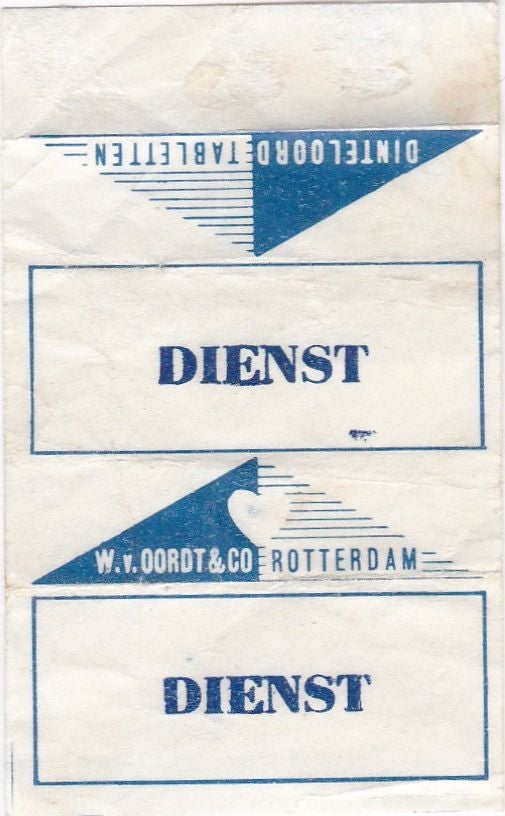 DINTELOORD TABLETTEN
DIENST
W.v.OORDT&CO ROTTERDAM
DIENST